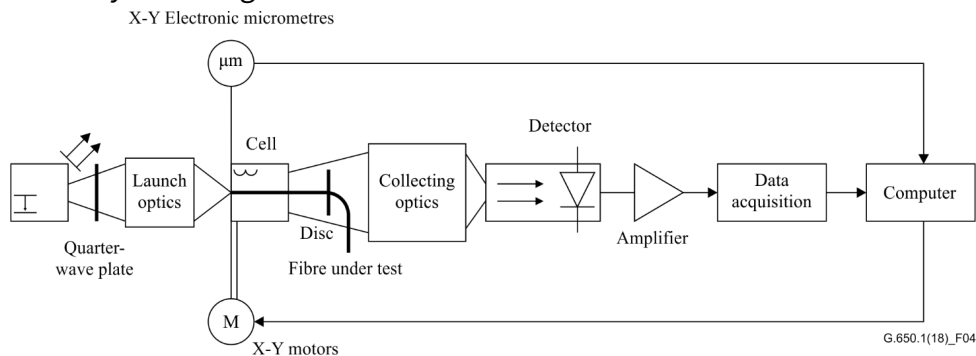 X-Y Electronic micrometres
μm
Cell
Detector
Launch
optics
Collecting
optics
Data
acquisition
Computer
Disc
Amplifier
Quarter-
wave plate
Fibre under test
M
X-Y motors
G.650.1(18)_F04